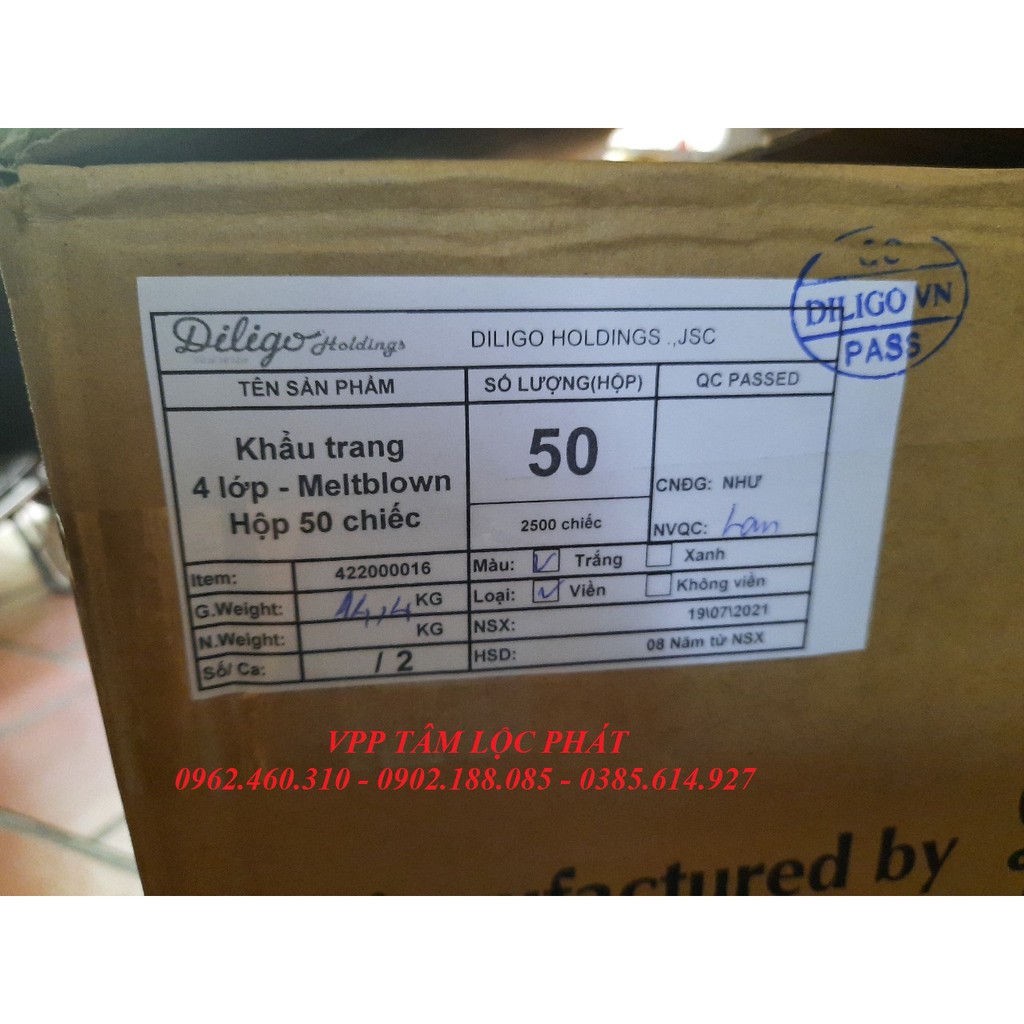 QC
DILIGO VN
PASS
Diligo Holdings
DILIGO HOLDINGS .,JSC
TÊN SẢN PHẨM
SỐ LƯỢNG(HỘP)
QC PASSED
Khẩu trang
4 lớp - Meltblown
Hộp 50 chiếc
50
2500 chiếc
CNĐG: NHƯ
NVQC: Lan
Item: 422000016
Màu: Trắng Xanh
G.Weight: 14,4 KG
Loại: Viền Không viền
N.Weight: KG
NSX: 19\07\2021
Số/ Ca: / 2
HSD: 08 Năm từ NSX
VPP TÂM LỘC PHÁT
0962.460.310 - 0902.188.085 - 0385.614.927
by